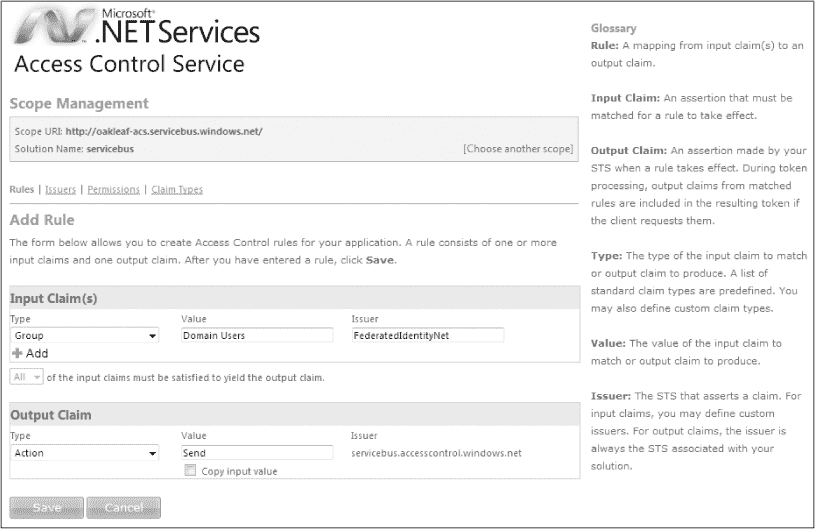 Microsoft®
.NET Services
Access Control Service
Scope Management
Scope URI: http://oakleaf-acs.servicebus.windows.net/
Solution Name: servicebus
[Choose another scope]
Rules | Issuers | Permissions | Claim Types
Add Rule
The form below allows you to create Access Control rules for your application. A rule consists of one or more
input claims and one output claim. After you have entered a rule, click Save.
Input Claim(s)
Type Value Issuer
Group Domain Users FederatedIdentityNet
Add
All of the input claims must be satisfied to yield the output claim.
Output Claim
Type Value Issuer
Action Send servicebus.accesscontrol.windows.net
Copy input value
Save Cancel
Glossary
Rule: A mapping from input claim(s) to an
output claim.
Input Claim: An assertion that must be
matched for a rule to take effect.
Output Claim: An assertion made by your
STS when a rule takes effect. During token
processing, output claims from matched
rules are included in the resulting token if
the client requests them.
Type: The type of the input claim to match
or output claim to produce. A list of
standard claim types are predefined. You
may also define custom claim types.
Value: The value of the input claim to
match or output claim to produce.
Issuer: The STS that asserts a claim. For
input claims, you may define custom
issuers. For output claims, the issuer is
always the STS associated with your
solution.